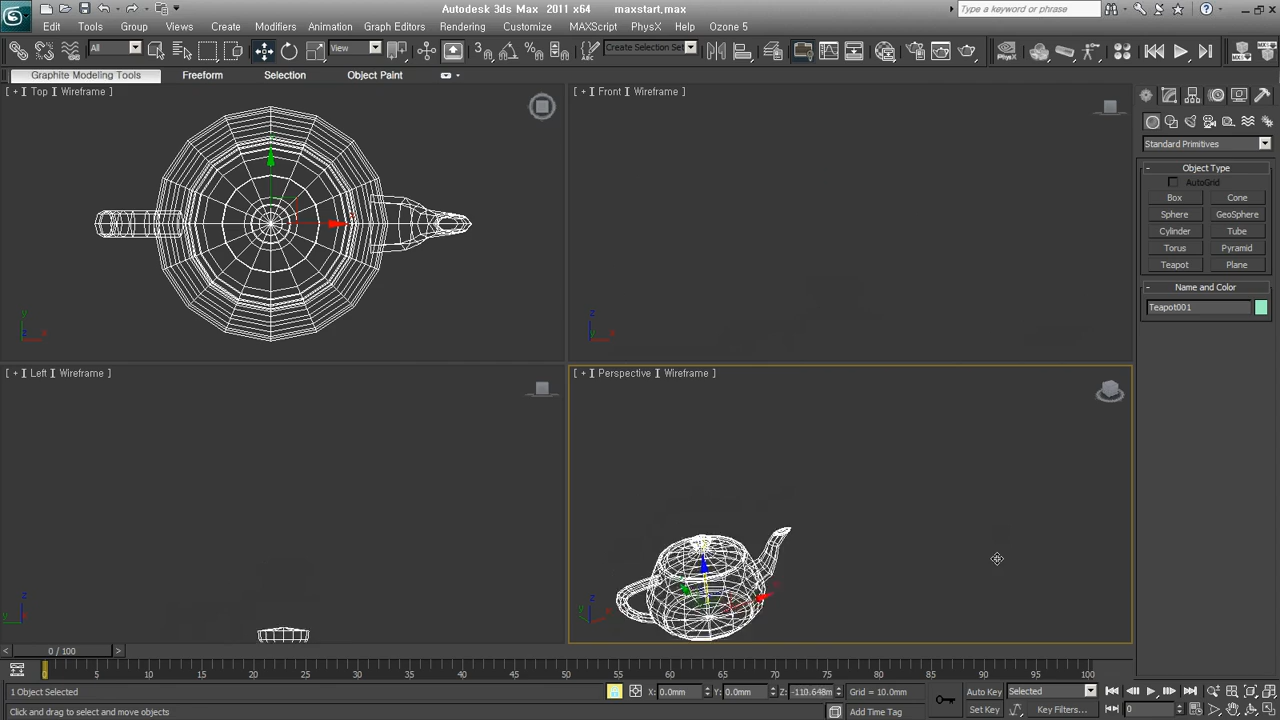 Autodesk 3ds Max 2011 x64 maxstart.max
Type a keyword or phrase
Edit Tools Group Views Create Modifiers Animation Graph Editors Rendering Customize MAXScript PhysX Ozone 5
All View Create Selection Set PhysX
Graphite Modeling Tools Freeform Selection Object Paint
[ + ] Top ] Wireframe ]
[ + ] Front ] Wireframe ]
Standard Primitives
- Object Type
AutoGrid
Box Cone
Sphere GeoSphere
Cylinder Tube
Torus Pyramid
Teapot Plane
- Name and Color
Teapot001
y
z x
z
x
[ + ] Left ] Wireframe ]
[ + ] Perspective ] Wireframe ]
z
y
z
y x
< 0 / 100 >
0 5 10 15 20 25 30 35 40 45 50 55 60 65 70 75 80 85 90 95 100
1 Object Selected X: 0.0mm Y: 0.0mm Z: -110.648m Grid = 10.0mm Auto Key Selected
Click and drag to select and move objects Add Time Tag Set Key Key Filters... 0